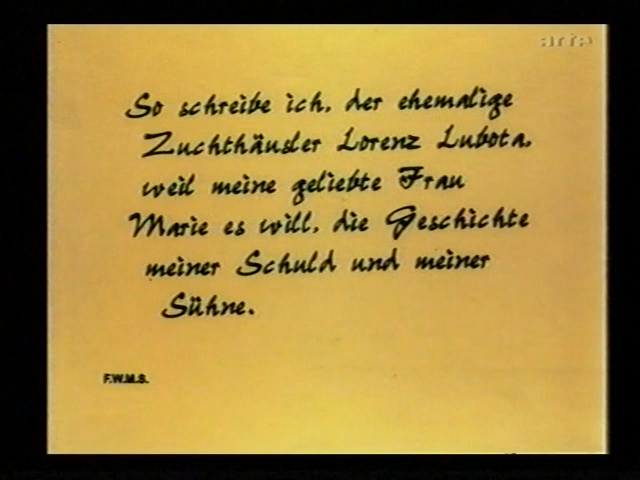 arte
So schreibe ich, der ehemalige
Zuchthäusler Lorenz Lubota,
weil meine geliebte Frau
Marie es will, die Geschichte
meiner Schuld und meiner
Sühne.
F.W.M.S.